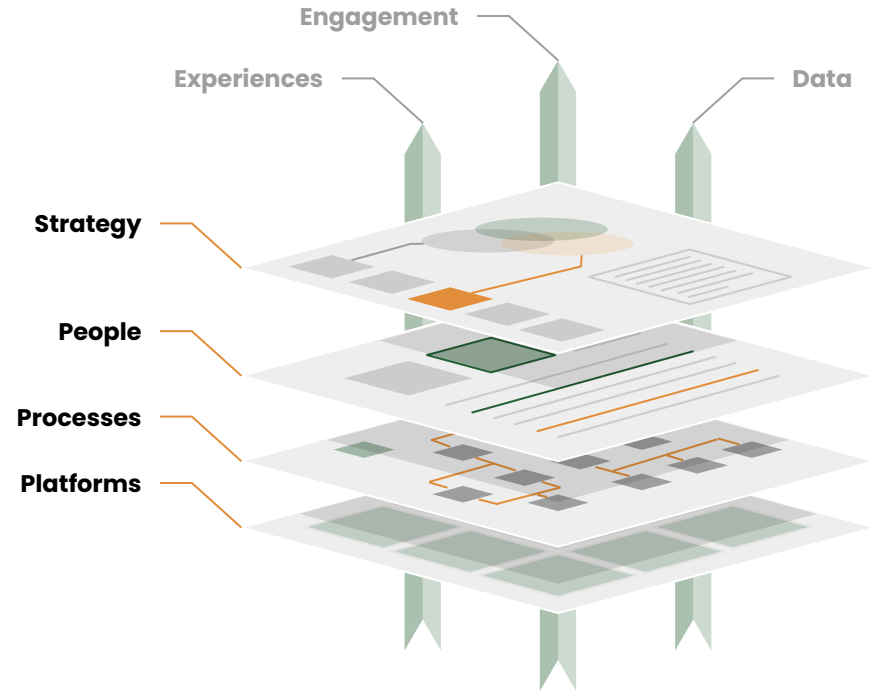 Engagement
Experiences
Data
Strategy
People
Processes
Platforms